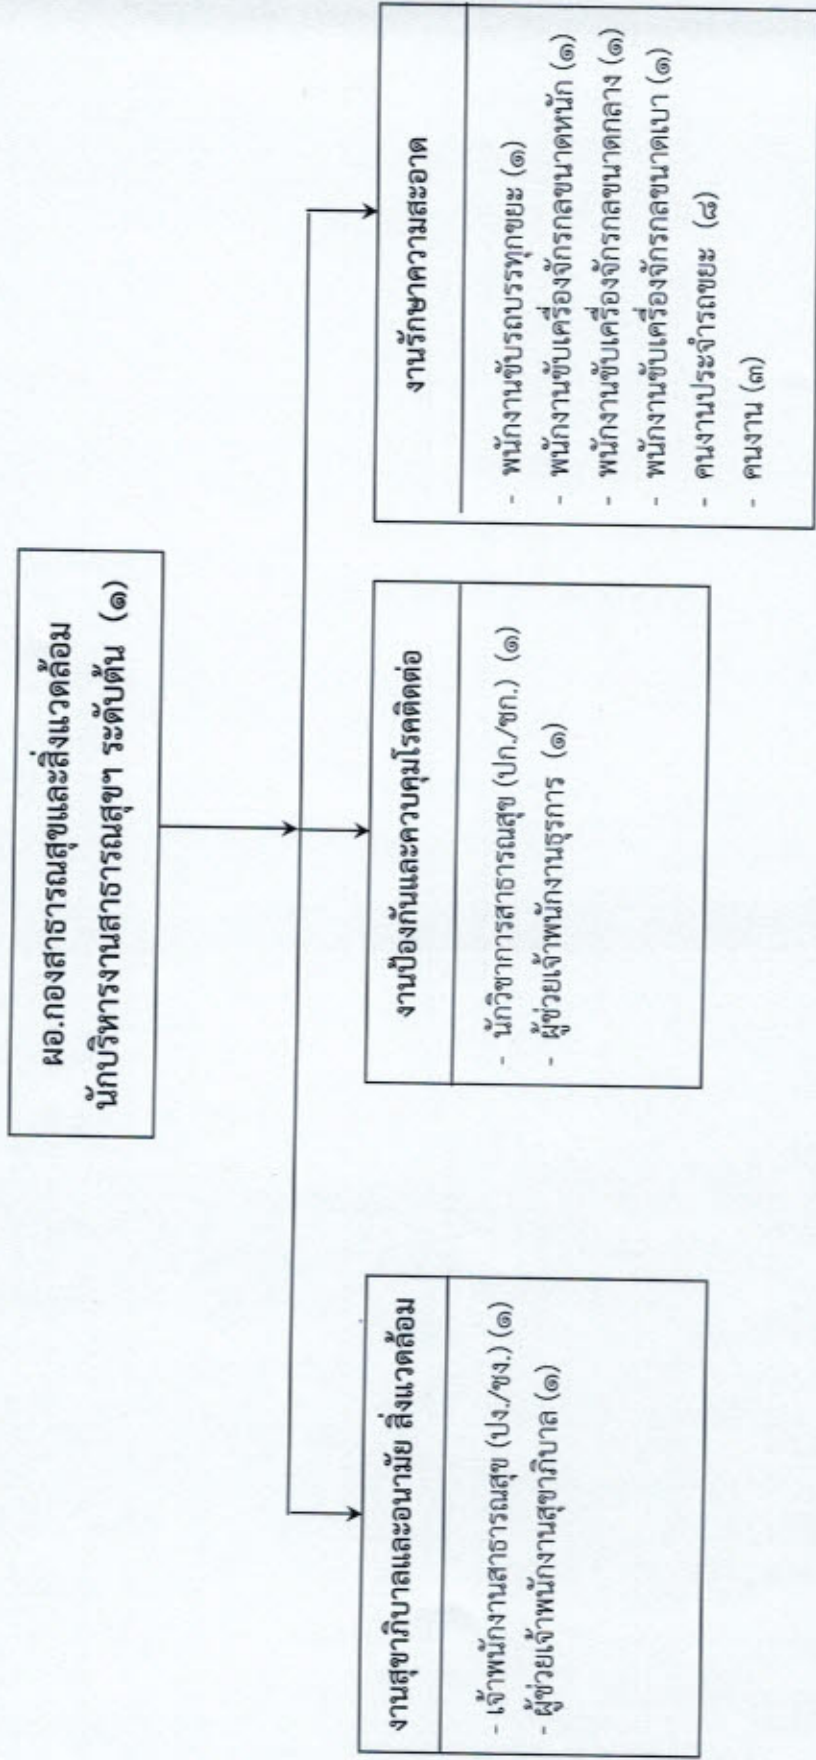 ผอ.กองสาธารณสุขและสิ่งแวดล้อม
นักบริหารงานสาธารณสุขฯ ระดับต้น (๑)
งานสุขาภิบาลและอนามัย สิ่งแวดล้อม
- เจ้าพนักงานสาธารณสุข (ปง./ชง.) (๑)
- ผู้ช่วยเจ้าพนักงานสุขาภิบาล (๑)
งานป้องกันและควบคุมโรคติดต่อ
- นักวิชาการสาธารณสุข (ปก./ชก.) (๑)
- ผู้ช่วยเจ้าพนักงานธุรการ (๑)
งานรักษาความสะอาด
- พนักงานขับรถบรรทุกขยะ (๑)
- พนักงานขับเครื่องจักรกลขนาดหนัก (๑)
- พนักงานขับเครื่องจักรกลขนาดกลาง (๑)
- พนักงานขับเครื่องจักรกลขนาดเบา (๑)
- คนงานประจำรถขยะ (๘)
- คนงาน (๓)